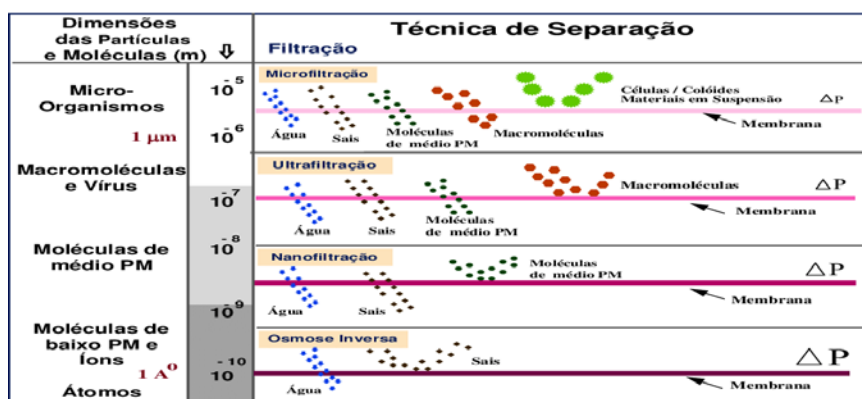 Dimensões
das Partículas
e Moléculas (m)
Técnica de Separação
Filtração
Micro-
Organismos
1 μm
10 -5
10 -6
Microfiltração
Água
Sais
Moléculas
de médio PM
Macromoléculas
Células / Colóides
Materiais em Suspensão
ΔP
Membrana
Macromoléculas
e Vírus
10 -7
Ultrafiltração
Água
Sais
Moléculas
de médio PM
Macromoléculas
ΔP
Membrana
Moléculas de
médio PM
10 -8
10 -9
Nanofiltração
Água
Sais
Moléculas
de médio PM
ΔP
Membrana
Moléculas de
baixo PM e
Íons
1 Aº
Átomos
10 -10
Osmose Inversa
Água
Sais
ΔP
Membrana